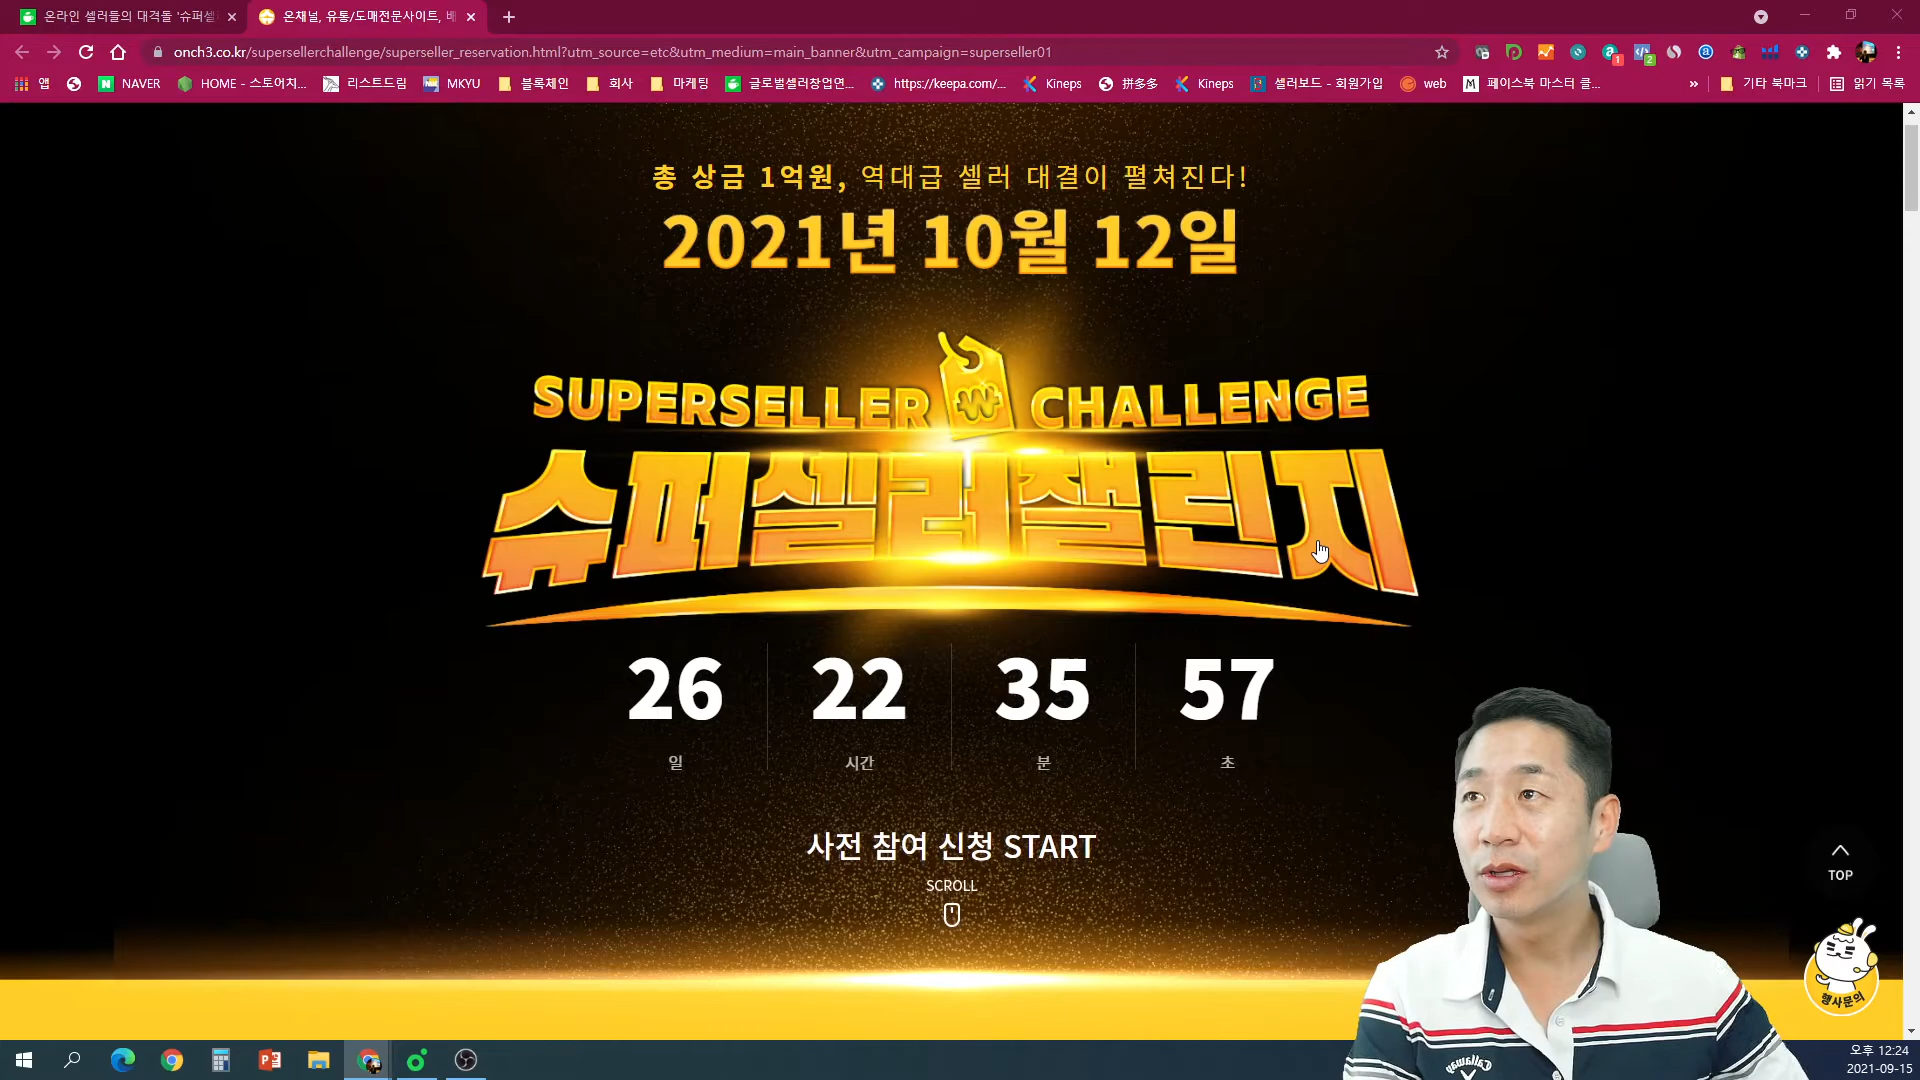 온라인 셀러들의 대격돌 '슈퍼셀
온채널, 유통/도매전문사이트, 배
onch3.co.kr/supersellerchallenge/superseller_reservation.html?utm_source=etc&utm_medium=main_banner&utm_campaign=superseller01
앱 NAVER HOME - 스토어치... 리스트드림 MKYU 블록체인 회사 마케팅 글로벌셀러창업연... https://keepa.com/... Kineps 拼多多 Kineps 셀러보드 - 회원가입 web 페이스북 마스터 클... » 기타 북마크 읽기 목록
총 상금 1억원, 역대급 셀러 대결이 펼쳐진다!
2021년 10월 12일
SUPERSELLER CHALLENGE
슈퍼셀러챌린지
26 22 35 57
일 시간 분 초
사전 참여 신청 START
SCROLL
TOP
행사문의
Callaway
오후 12:24
2021-09-15